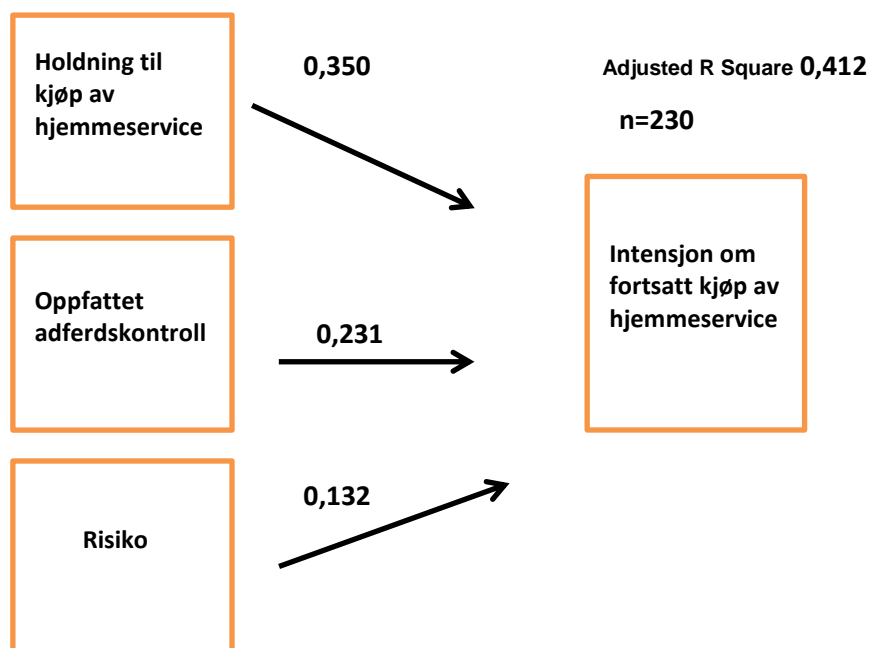 Holdning til
kjøp av
hjemmeservice
0,350
Adjusted R Square 0,412
n=230
Oppfattet
adferdskontroll
0,231
Intensjon om
fortsatt kjøp av
hjemmeservice
0,132
Risiko